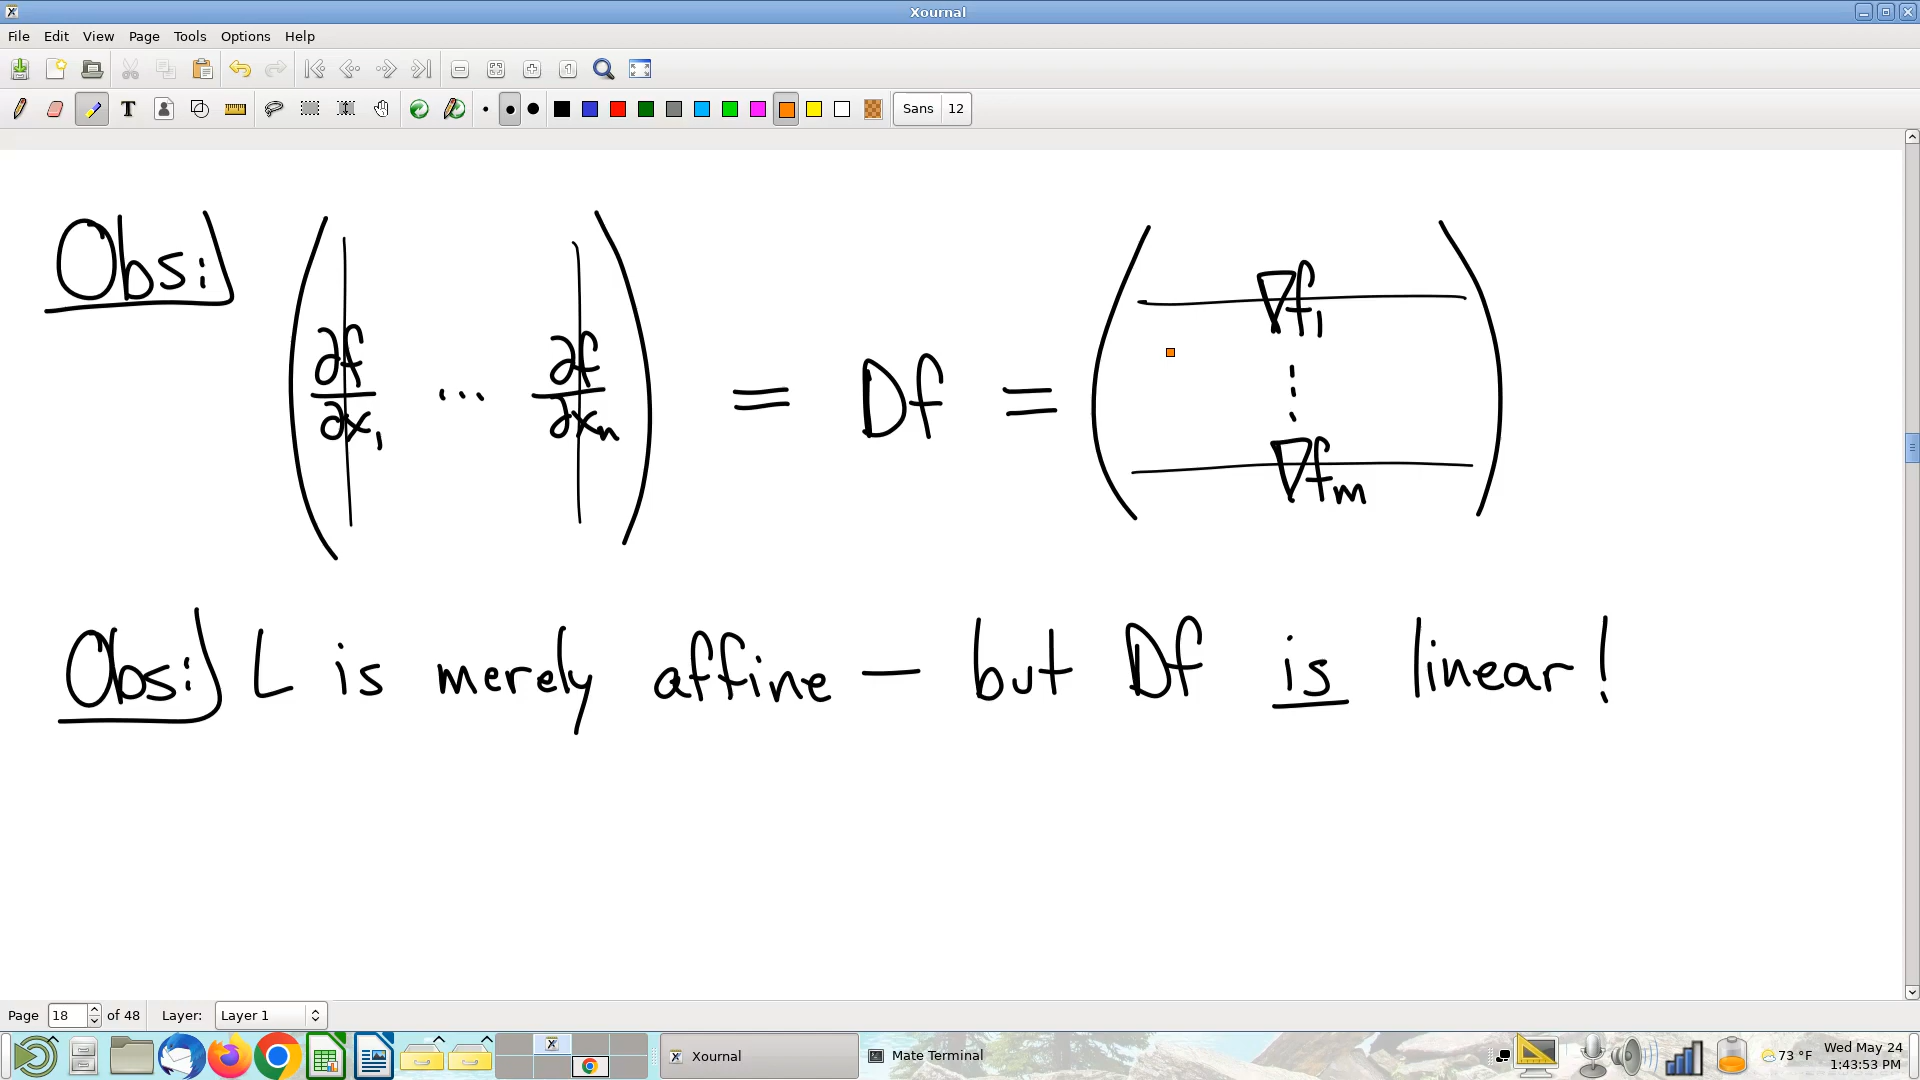 Xournal
File Edit View Page Tools Options Help
Sans 12
Obs: ( ∂f/∂x₁ ... ∂f/∂xₙ ) = Df = ( ∇f₁ ⋮ ∇fₘ )
Obs: L is merely affine — but Df is linear!
Page 18 of 48 Layer: Layer 1
Xournal Mate Terminal 73 °F Wed May 24
1:43:53 PM